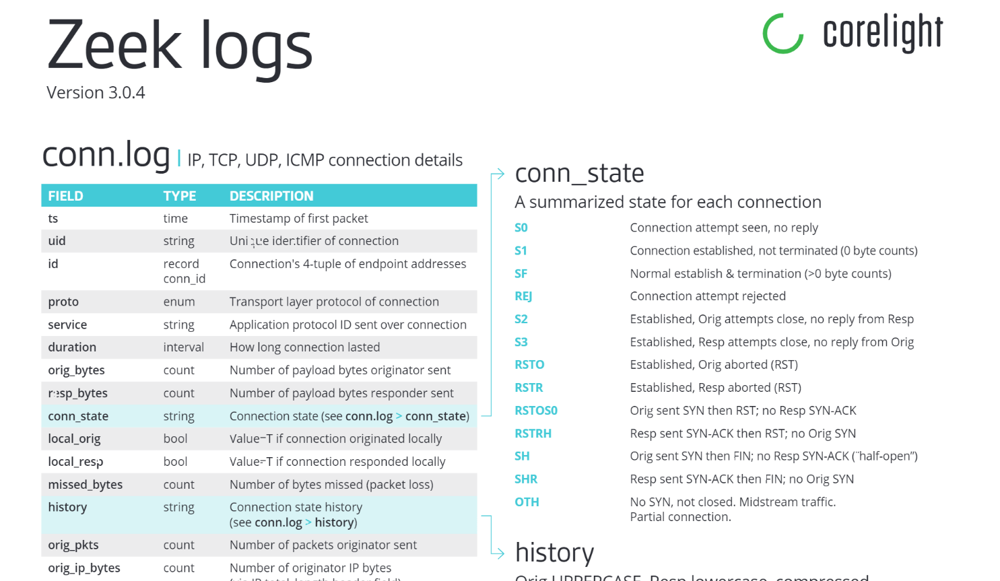 Zeek logs
corelight
Version 3.0.4
conn.log | IP, TCP, UDP, ICMP connection details
FIELD TYPE DESCRIPTION
ts time Timestamp of first packet
uid string Unique identifier of connection
id record Connection's 4-tuple of endpoint addresses
conn_id
proto enum Transport layer protocol of connection
service string Application protocol ID sent over connection
duration interval How long connection lasted
orig_bytes count Number of payload bytes originator sent
resp_bytes count Number of payload bytes responder sent
conn_state string Connection state (see conn.log > conn_state)
local_orig bool Value=T if connection originated locally
local_resp bool Value=T if connection responded locally
missed_bytes count Number of bytes missed (packet loss)
history string Connection state history
(see conn.log > history)
orig_pkts count Number of packets originator sent
orig_ip_bytes count Number of originator IP bytes
(via IP total_length header field)
conn_state
A summarized state for each connection
S0 Connection attempt seen, no reply
S1 Connection established, not terminated (0 byte counts)
SF Normal establish & termination (>0 byte counts)
REJ Connection attempt rejected
S2 Established, Orig attempts close, no reply from Resp
S3 Established, Resp attempts close, no reply from Orig
RSTO Established, Orig aborted (RST)
RSTR Established, Resp aborted (RST)
RSTOS0 Orig sent SYN then RST; no Resp SYN-ACK
RSTRH Resp sent SYN-ACK then RST; no Orig SYN
SH Orig sent SYN then FIN; no Resp SYN-ACK ("half-open")
SHR Resp sent SYN-ACK then FIN; no Orig SYN
OTH No SYN, not closed. Midstream traffic.
Partial connection.
history
Orig UPPERCASE, Resp lowercase, compressed